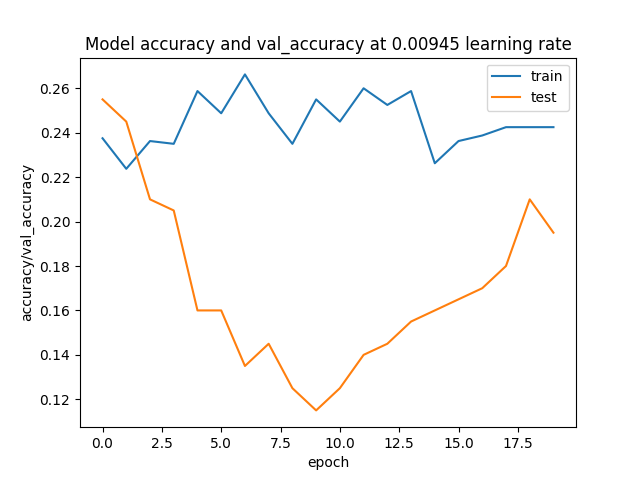 Model accuracy and val_accuracy at 0.00945 learning rate
train
test
accuracy/val_accuracy
0.26
0.24
0.22
0.20
0.18
0.16
0.14
0.12
0.0 2.5 5.0 7.5 10.0 12.5 15.0 17.5
epoch